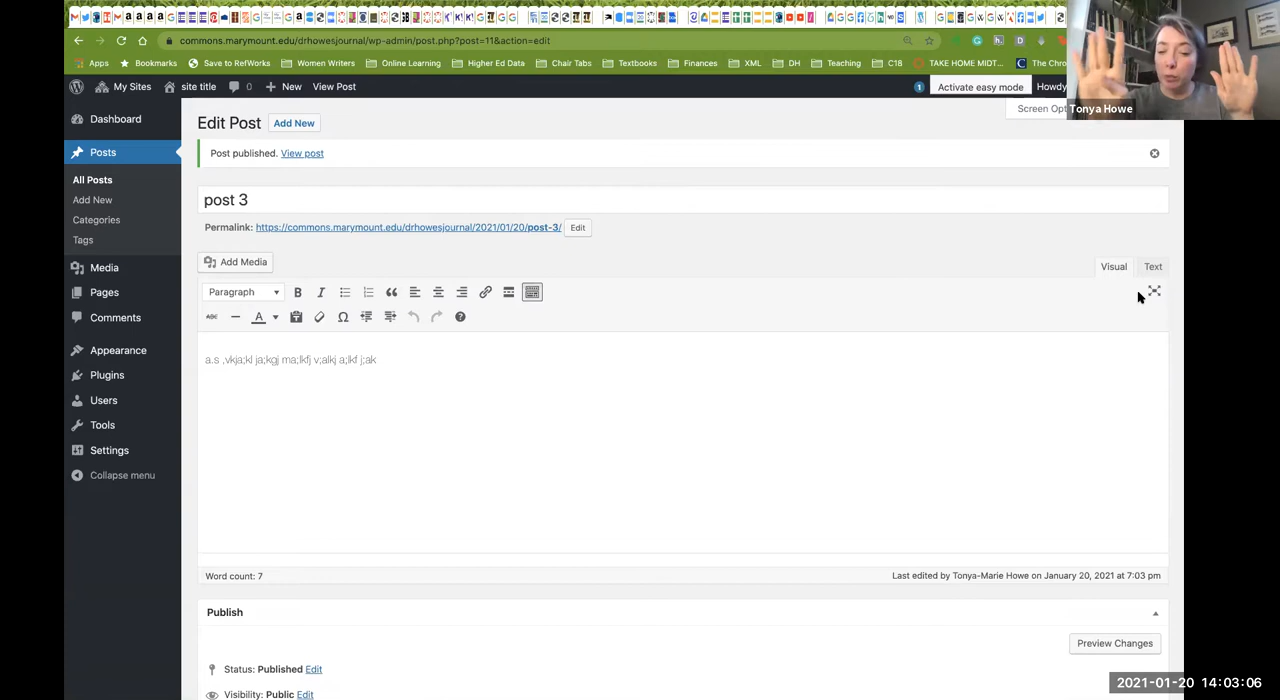 commons.marymount.edu/drhowesjournal/wp-admin/post.php?post=11&action=edit
Apps Bookmarks Save to RefWorks Women Writers Online Learning Higher Ed Data Chair Tabs Textbooks Finances XML DH Teaching C18 TAKE HOME MIDT... The Chro
My Sites site title 0 New View Post 1 Activate easy mode Howdy
Tonya Howe
Dashboard
Posts
All Posts
Add New
Categories
Tags
Media
Pages
Comments
Appearance
Plugins
Users
Tools
Settings
Collapse menu
Screen Opt
Edit Post Add New
Post published. View post
post 3
Permalink: https://commons.marymount.edu/drhowesjournal/2021/01/20/post-3/ Edit
Add Media
Visual Text
Paragraph B I
ABC A Ω
a.s ,vkja;kl ja;kgj ma;lkfj v;alkj a;lkf j;ak
Word count: 7
Last edited by Tonya-Marie Howe on January 20, 2021 at 7:03 pm
Publish
Preview Changes
Status: Published Edit
Visibility: Public Edit
2021-01-20 14:03:06